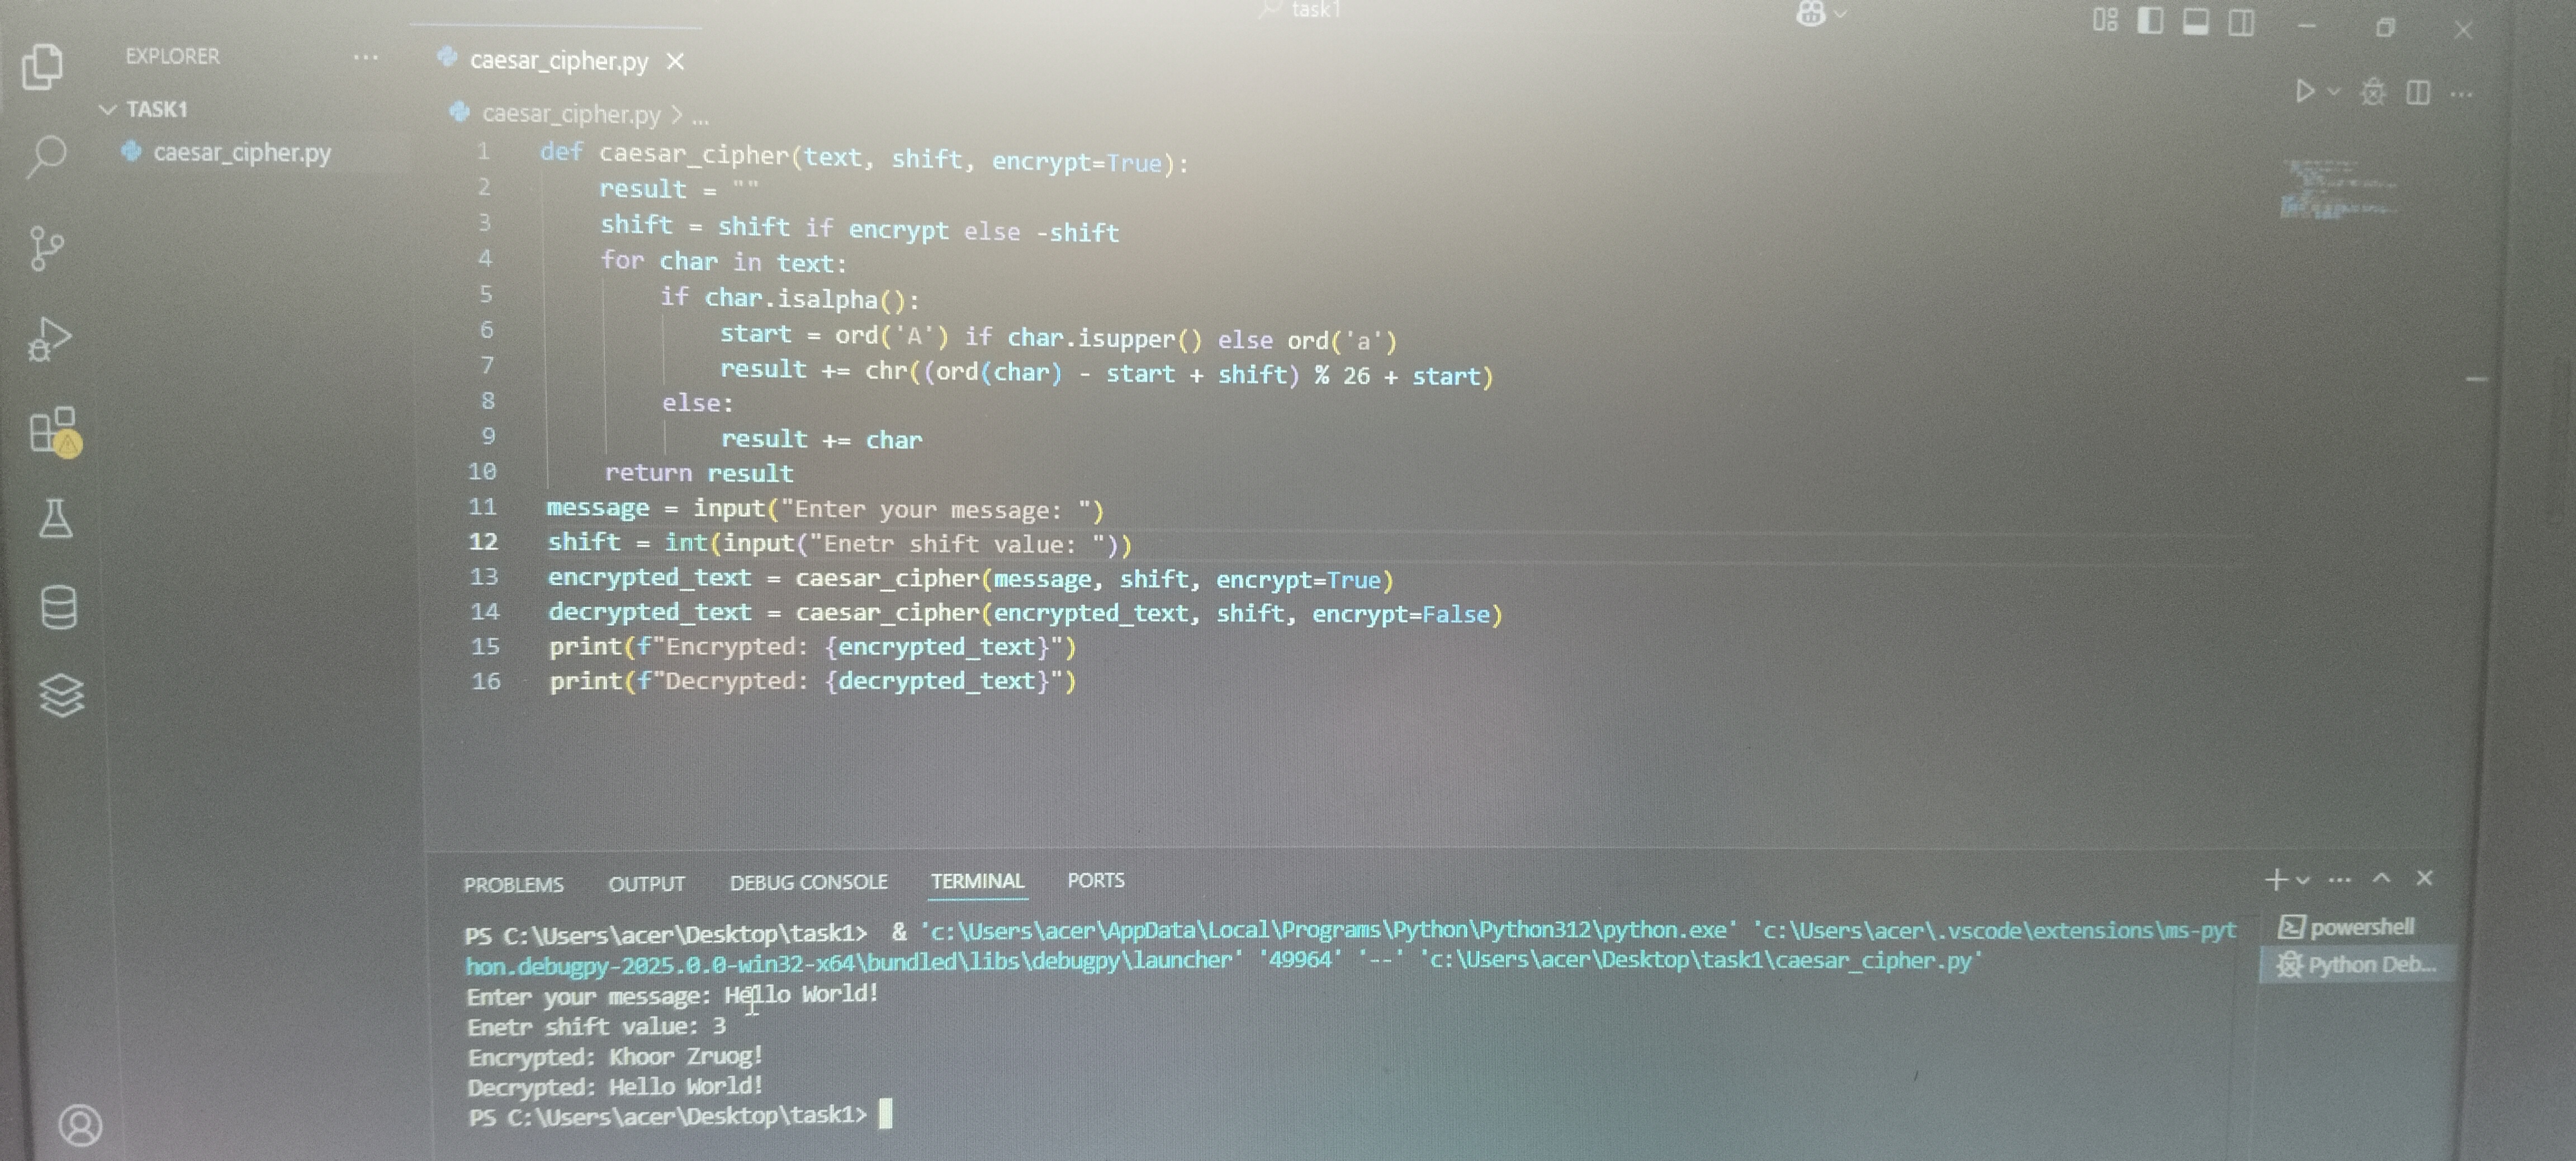 task1
EXPLORER
TASK1
caesar_cipher.py
caesar_cipher.py
caesar_cipher.py > ...
1 def caesar_cipher(text, shift, encrypt=True):
2     result = ""
3     shift = shift if encrypt else -shift
4     for char in text:
5         if char.isalpha():
6             start = ord('A') if char.isupper() else ord('a')
7             result += chr((ord(char) - start + shift) % 26 + start)
8         else:
9             result += char
10     return result
11 message = input("Enter your message: ")
12 shift = int(input("Enetr shift value: "))
13 encrypted_text = caesar_cipher(message, shift, encrypt=True)
14 decrypted_text = caesar_cipher(encrypted_text, shift, encrypt=False)
15 print(f"Encrypted: {encrypted_text}")
16 print(f"Decrypted: {decrypted_text}")
PROBLEMS OUTPUT DEBUG CONSOLE TERMINAL PORTS
PS C:\Users\acer\Desktop\task1>  & 'c:\Users\acer\AppData\Local\Programs\Python\Python312\python.exe' 'c:\Users\acer\.vscode\extensions\ms-pyt
hon.debugpy-2025.0.0-win32-x64\bundled\libs\debugpy\launcher' '49964' '--' 'c:\Users\acer\Desktop\task1\caesar_cipher.py'
Enter your message: Hello World!
Enetr shift value: 3
Encrypted: Khoor Zruog!
Decrypted: Hello World!
PS C:\Users\acer\Desktop\task1>
powershell
Python Deb...